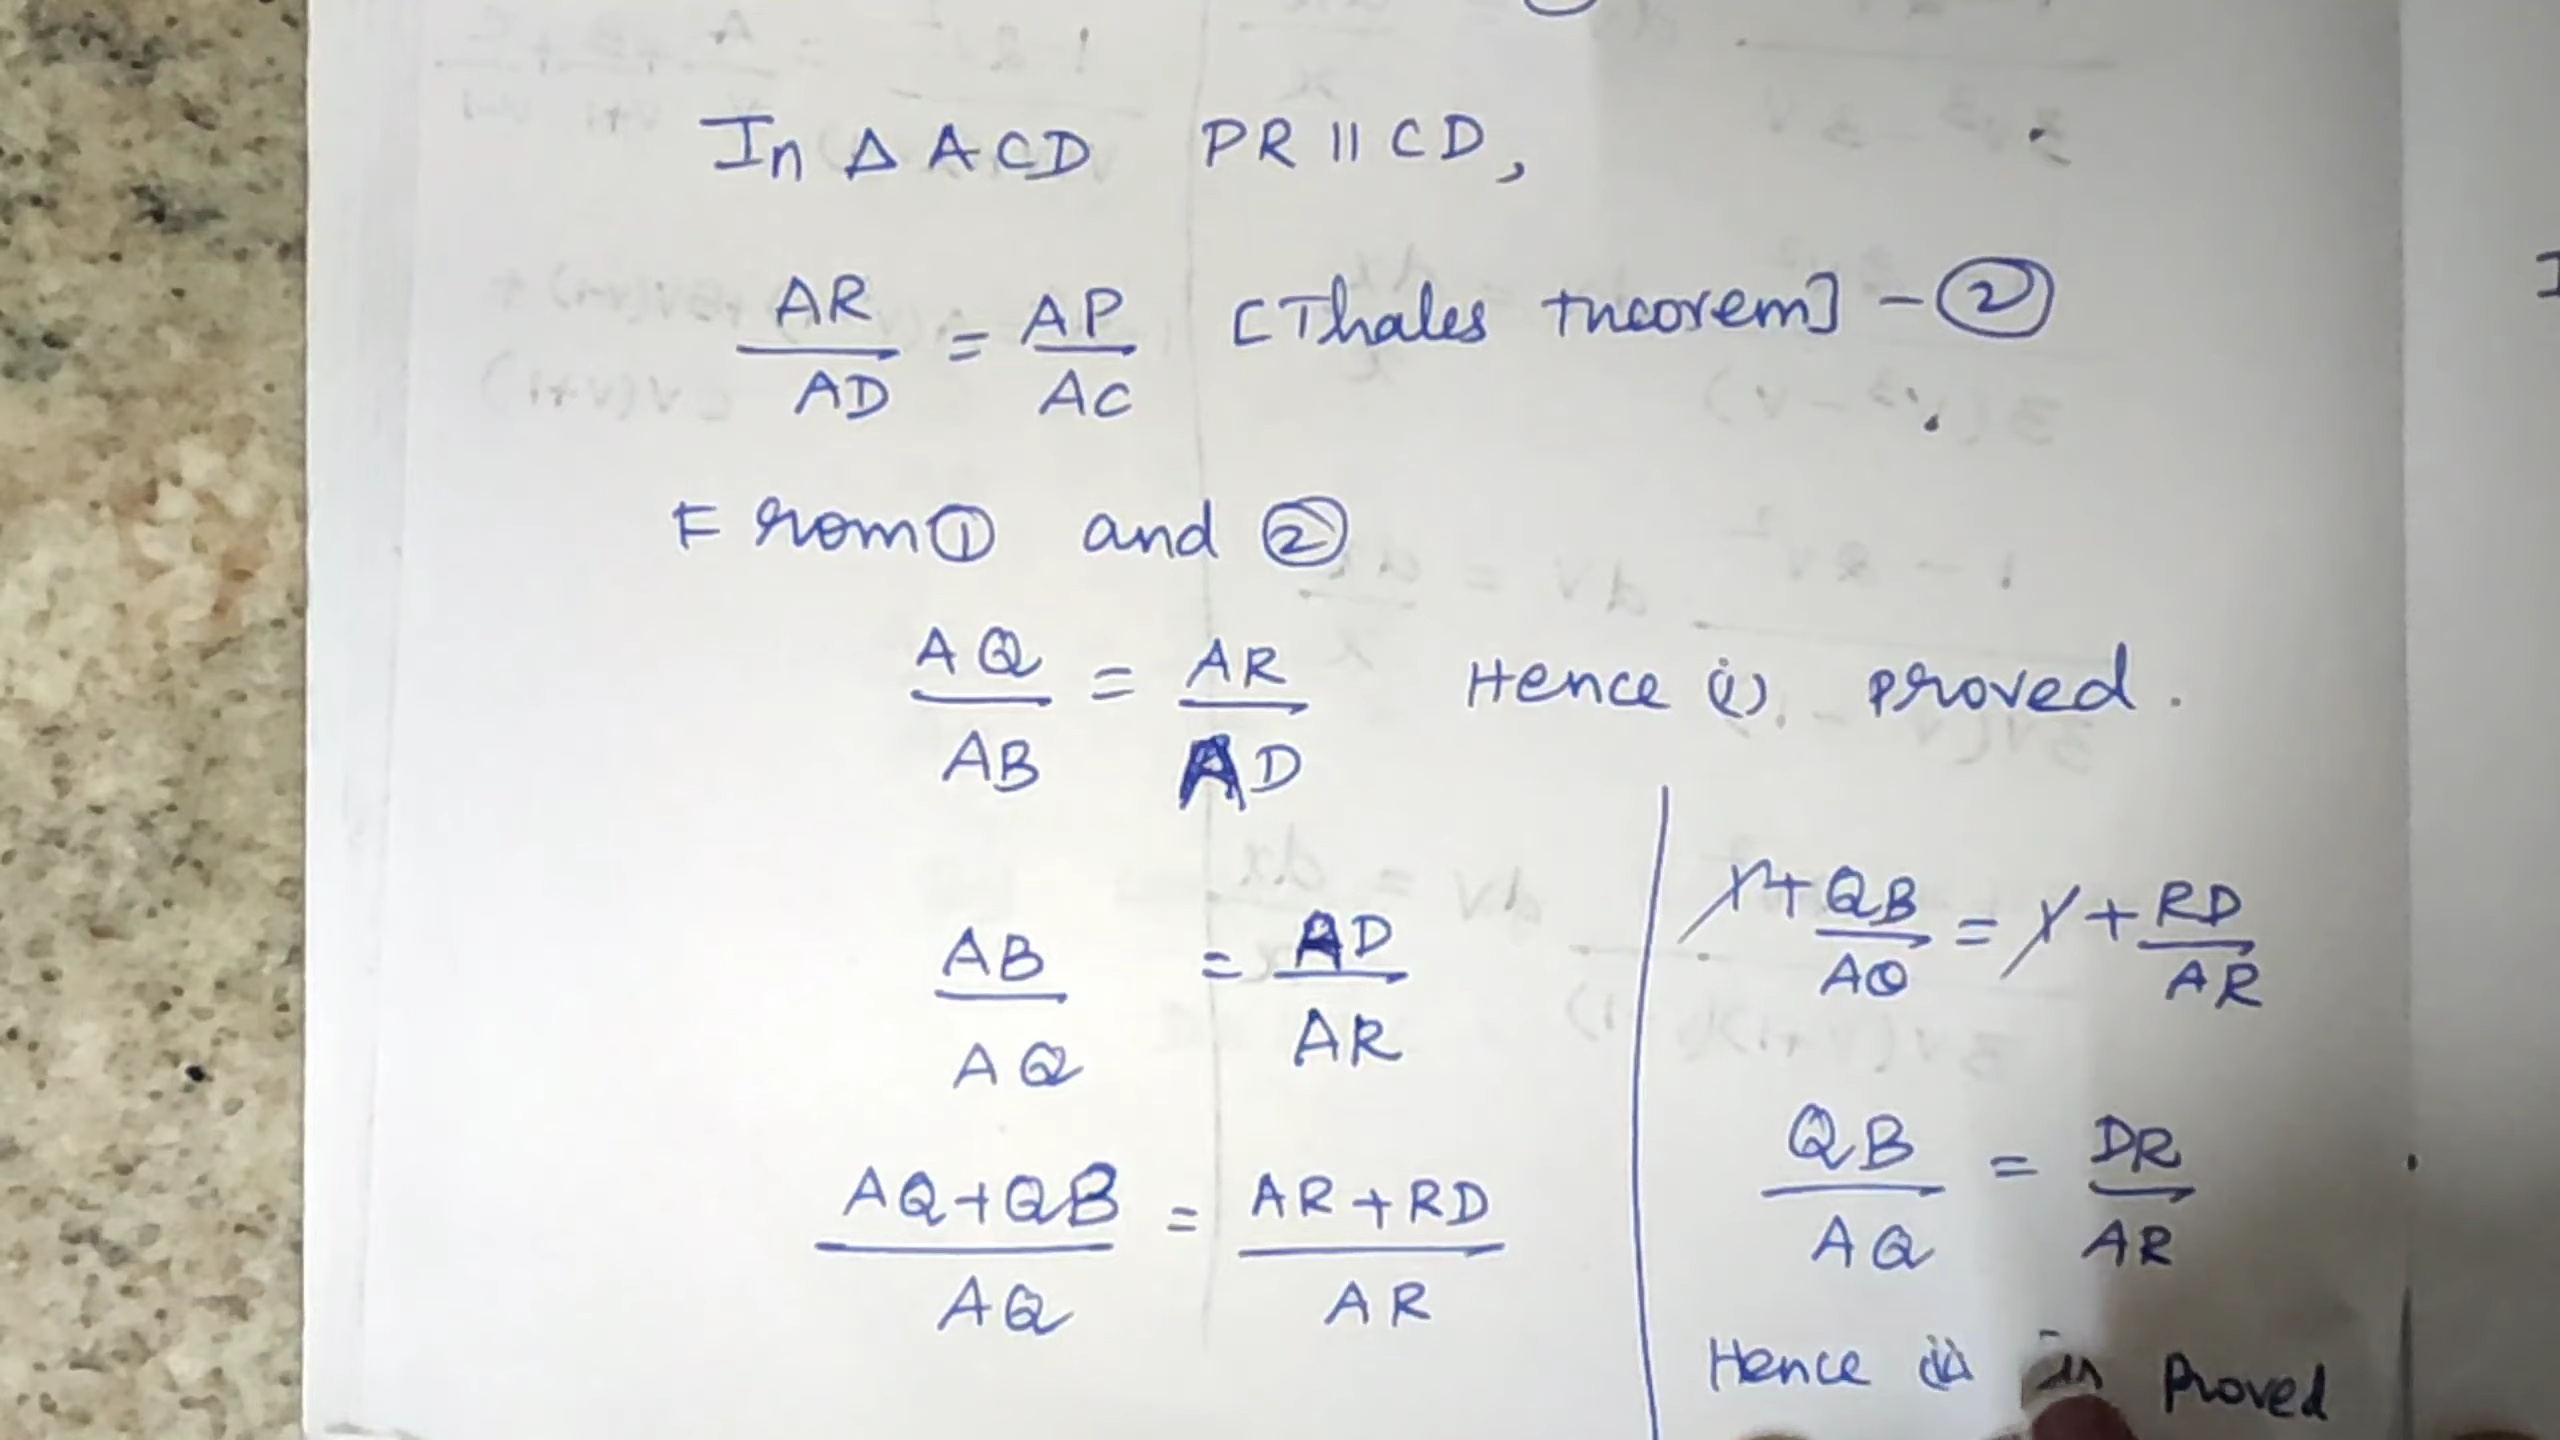 In Δ ACD PR || CD,
AR/AD = AP/AC [Thales theorem] - ②
From ① and ②
AQ/AB = AR/AD Hence (i) proved.
AB/AQ = AD/AR
AQ+QB/AQ = AR+RD/AR
1+QB/AQ = 1+RD/AR
QB/AQ = DR/AR
Hence (ii) is Proved